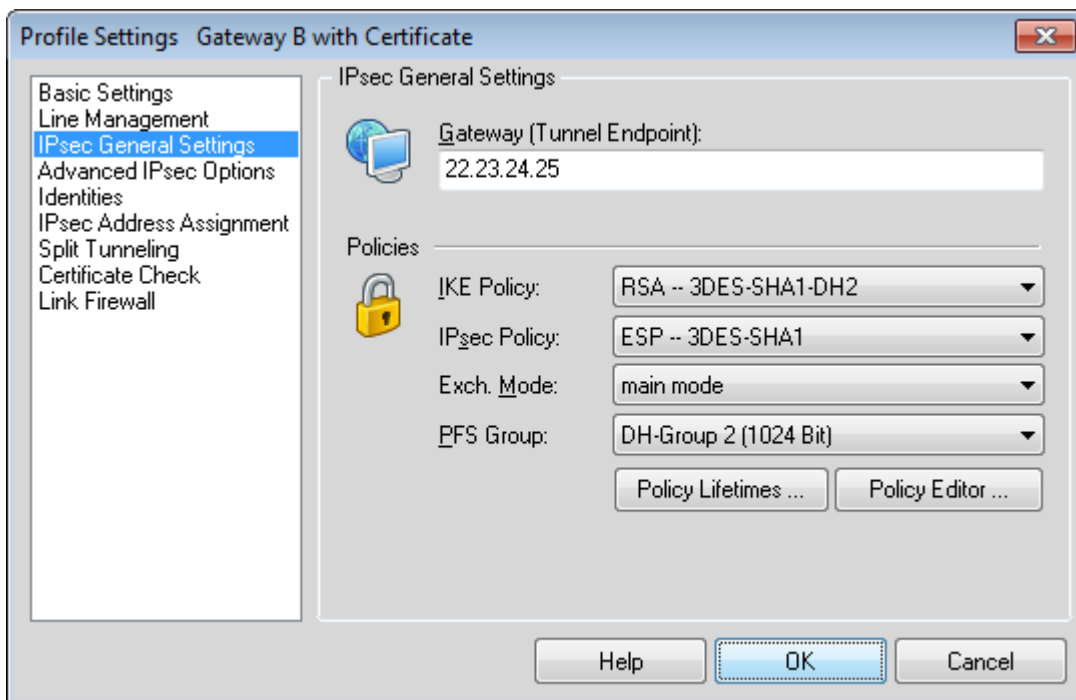 Profile Settings   Gateway B with Certificate
Basic Settings
Line Management
IPsec General Settings
Advanced IPsec Options
Identities
IPsec Address Assignment
Split Tunneling
Certificate Check
Link Firewall
IPsec General Settings
Gateway (Tunnel Endpoint):
22.23.24.25
Policies
IKE Policy: RSA -- 3DES-SHA1-DH2
IPsec Policy: ESP -- 3DES-SHA1
Exch. Mode: main mode
PFS Group: DH-Group 2 (1024 Bit)
Policy Lifetimes ... Policy Editor ...
Help OK Cancel